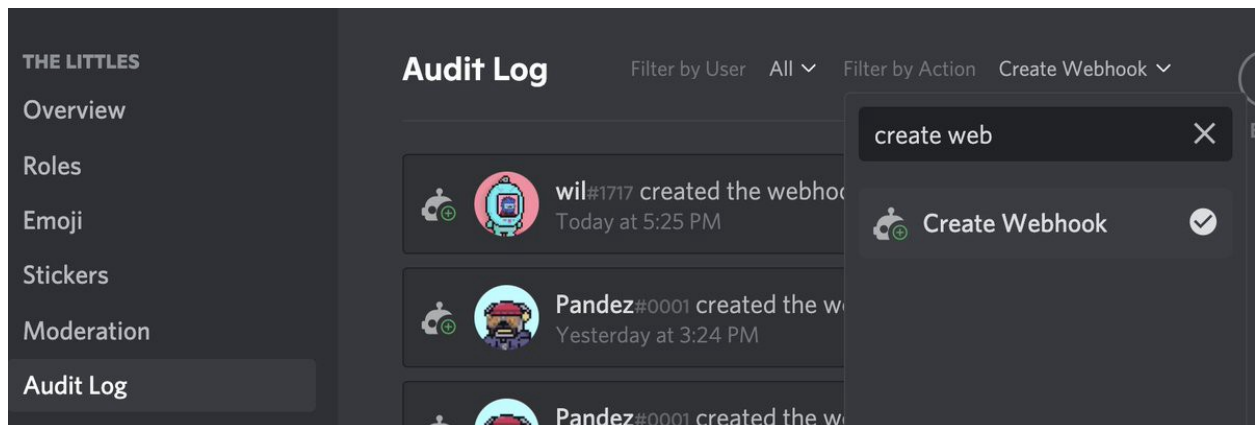 THE LITTLES
Overview
Roles
Emoji
Stickers
Moderation
Audit Log
Audit Log
Filter by User All Filter by Action Create Webhook
create web
Create Webhook
wil#1717 created the webhoo
Today at 5:25 PM
Pandez#0001 created the w
Yesterday at 3:24 PM
Pandez#0001 created the w